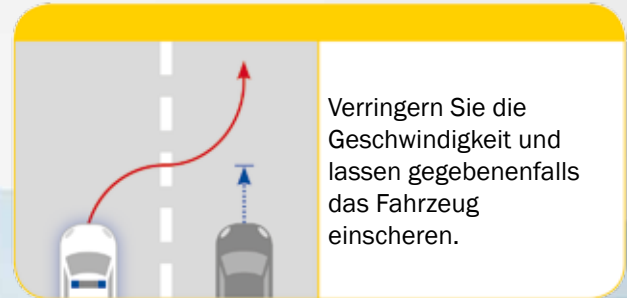 Verringern Sie die
Geschwindigkeit und
lassen gegebenenfalls
das Fahrzeug
einscheren.